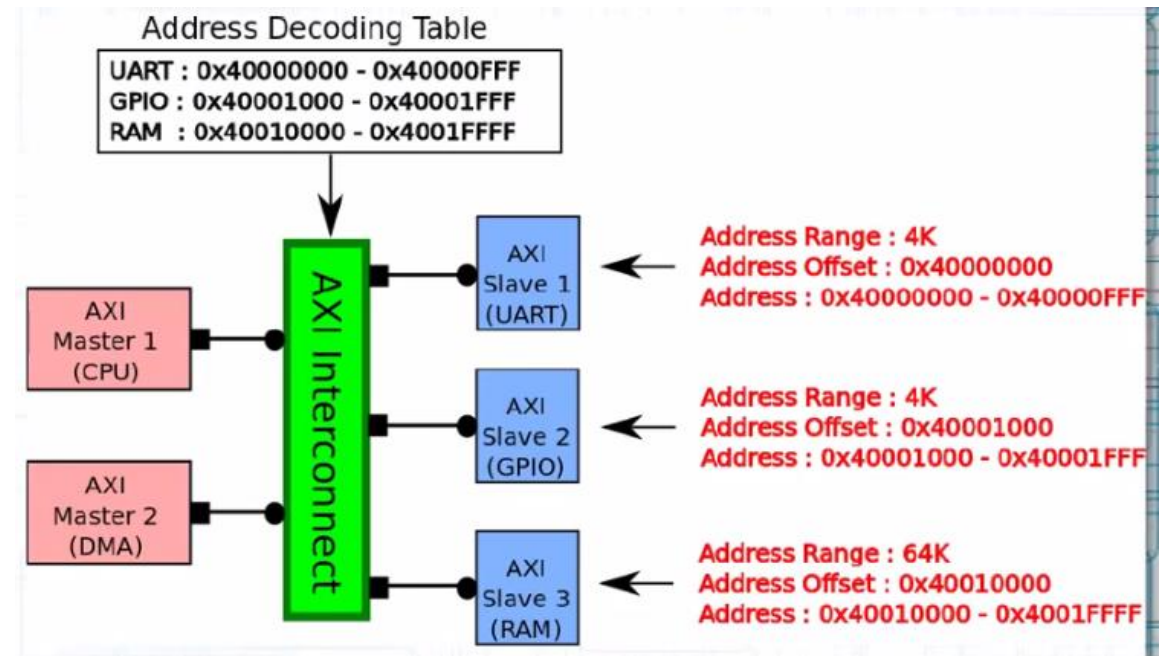 Address Decoding Table
UART : 0x40000000 - 0x40000FFF
GPIO : 0x40001000 - 0x40001FFF
RAM : 0x40010000 - 0x4001FFFF
AXI
Master 1
(CPU)
AXI
Master 2
(DMA)
AXI Interconnect
AXI
Slave 1
(UART)
Address Range : 4K
Address Offset : 0x40000000
Address : 0x40000000 - 0x40000FFF
AXI
Slave 2
(GPIO)
Address Range : 4K
Address Offset : 0x40001000
Address : 0x40001000 - 0x40001FFF
AXI
Slave 3
(RAM)
Address Range : 64K
Address Offset : 0x40010000
Address : 0x40010000 - 0x4001FFFF